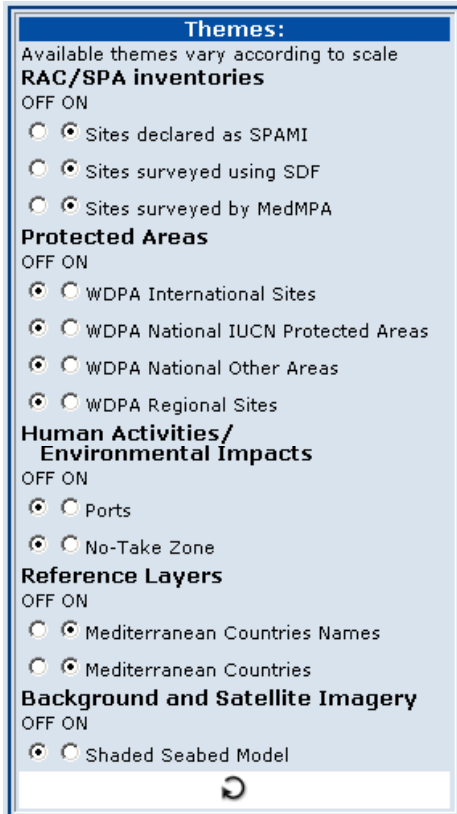 Themes:
Available themes vary according to scale
RAC/SPA inventories
OFF ON
Sites declared as SPAMI
Sites surveyed using SDF
Sites surveyed by MedMPA
Protected Areas
OFF ON
WDPA International Sites
WDPA National IUCN Protected Areas
WDPA National Other Areas
WDPA Regional Sites
Human Activities/
Environmental Impacts
OFF ON
Ports
No-Take Zone
Reference Layers
OFF ON
Mediterranean Countries Names
Mediterranean Countries
Background and Satellite Imagery
OFF ON
Shaded Seabed Model